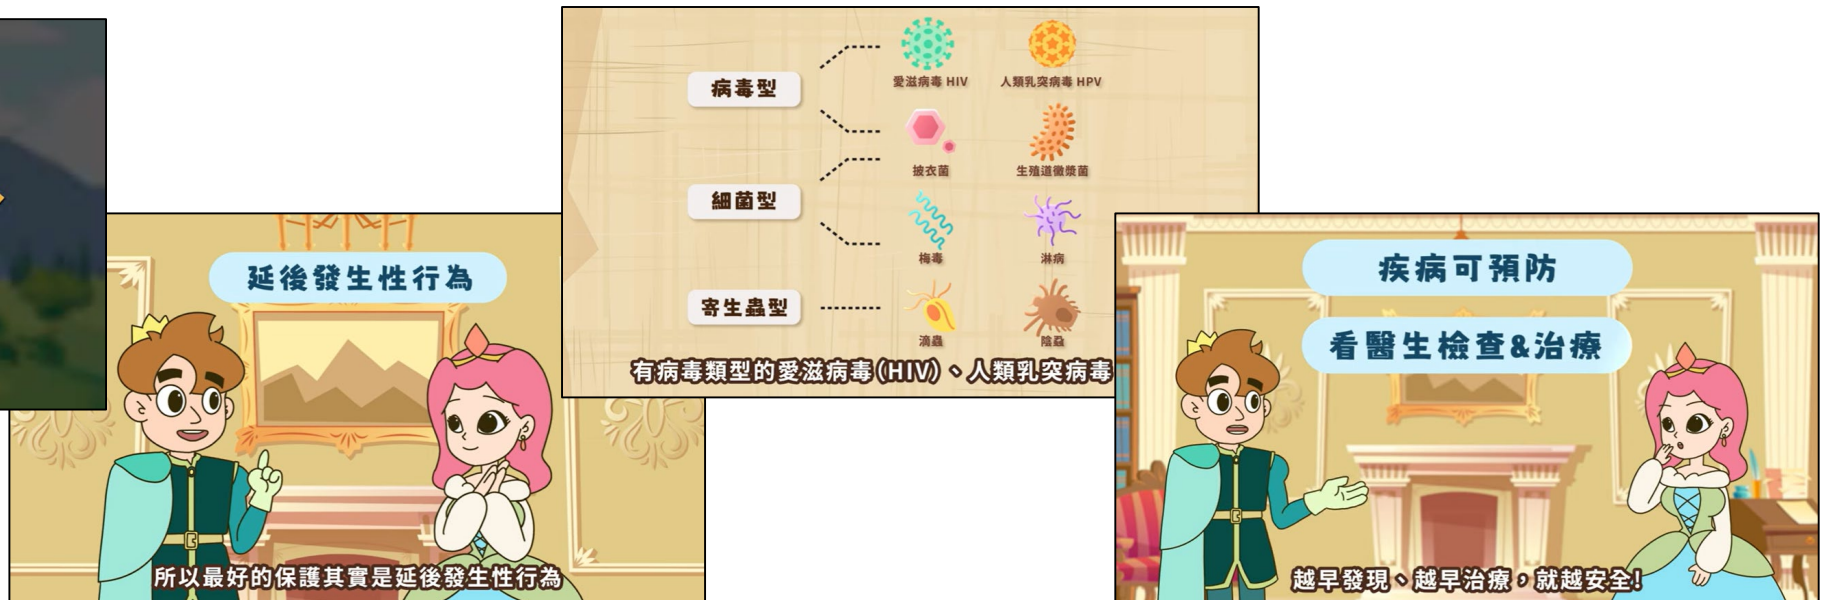 延後發生性行為
所以最好的保護其實是延後發生性行為
病毒型
愛滋病毒 HIV
人類乳突病毒 HPV
披衣菌
生殖道黴漿菌
細菌型
梅毒
淋病
寄生蟲型
滴蟲
陰蝨
有病毒類型的愛滋病毒(HIV)、人類乳突病毒
疾病可預防
看醫生檢查&治療
越早發現、越早治療,就越安全!